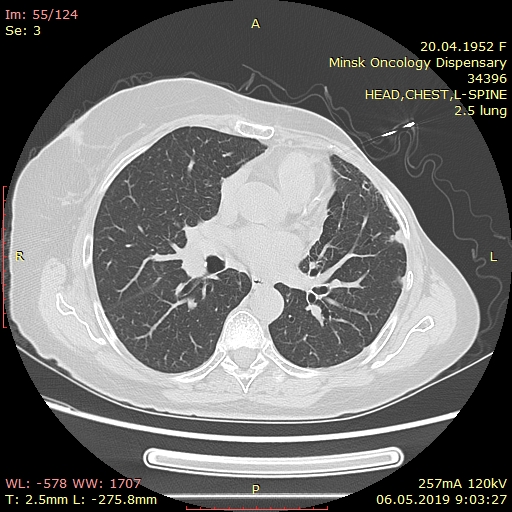 Im: 55/124
Se: 3
A
20.04.1952 F
Minsk Oncology Dispensary
34396
HEAD,CHEST,L-SPINE
2.5 lung
R
L
WL: -578 WW: 1707
T: 2.5mm L: -275.8mm
P
257mA 120kV
06.05.2019 9:03:27